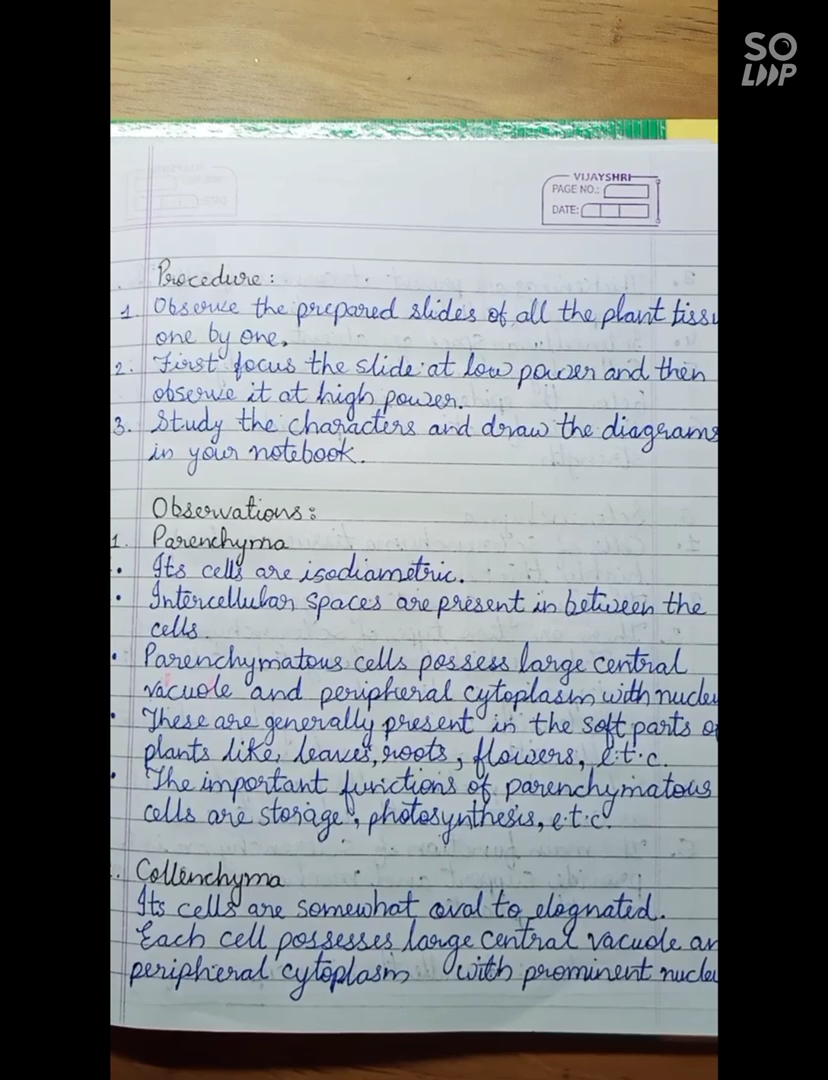 SO
LOOP
VIJAYSHRI
PAGE NO.:
DATE:
Procedure:
1. Observe the prepared slides of all the plant tissu
one by one.
2. First focus the slide at low power and then
observe it at high power.
3. Study the characters and draw the diagrams
in your notebook.
Observations:
1. Parenchyma
• Its cells are isodiametric.
• Intercellular spaces are present in between the
cells.
• Parenchymatous cells possess large central
vacuole and peripheral cytoplasm with nucle
• These are generally present in the soft parts o
plants like, leaves, roots, flowers, e.t.c.
• The important functions of parenchymatous
cells are storage, photosynthesis, e.t.c.
. Collenchyma
Its cells are somewhat oval to elognated.
Each cell possesses large central vacuole an
peripheral cytoplasm with prominent nucle